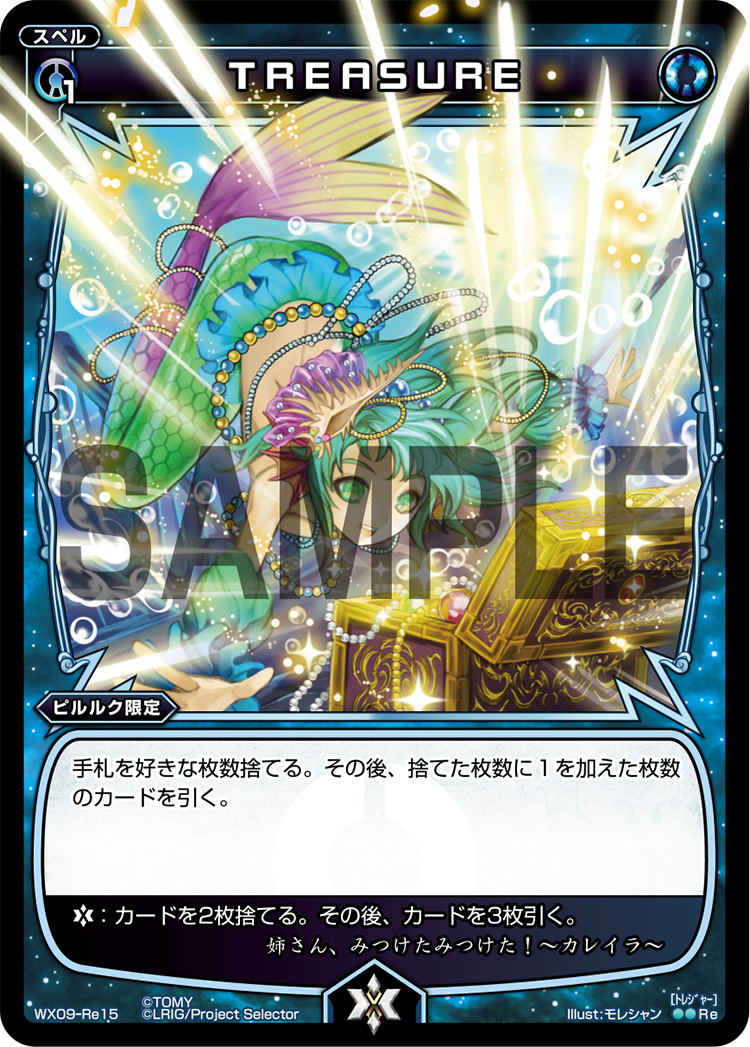 スペル
1
TREASURE
SAMPLE
ピルルク限定
手札を好きな枚数捨てる。その後、捨てた枚数に１を加えた枚数
のカードを引く。
：カードを2枚捨てる。その後、カードを3枚引く。
姉さん、みつけたみつけた！～カレイラ～
©TOMY
[ﾄﾚｼﾞｬｰ]
WX09-Re15 ©LRIG/Project Selector Illust:モレシャン Re